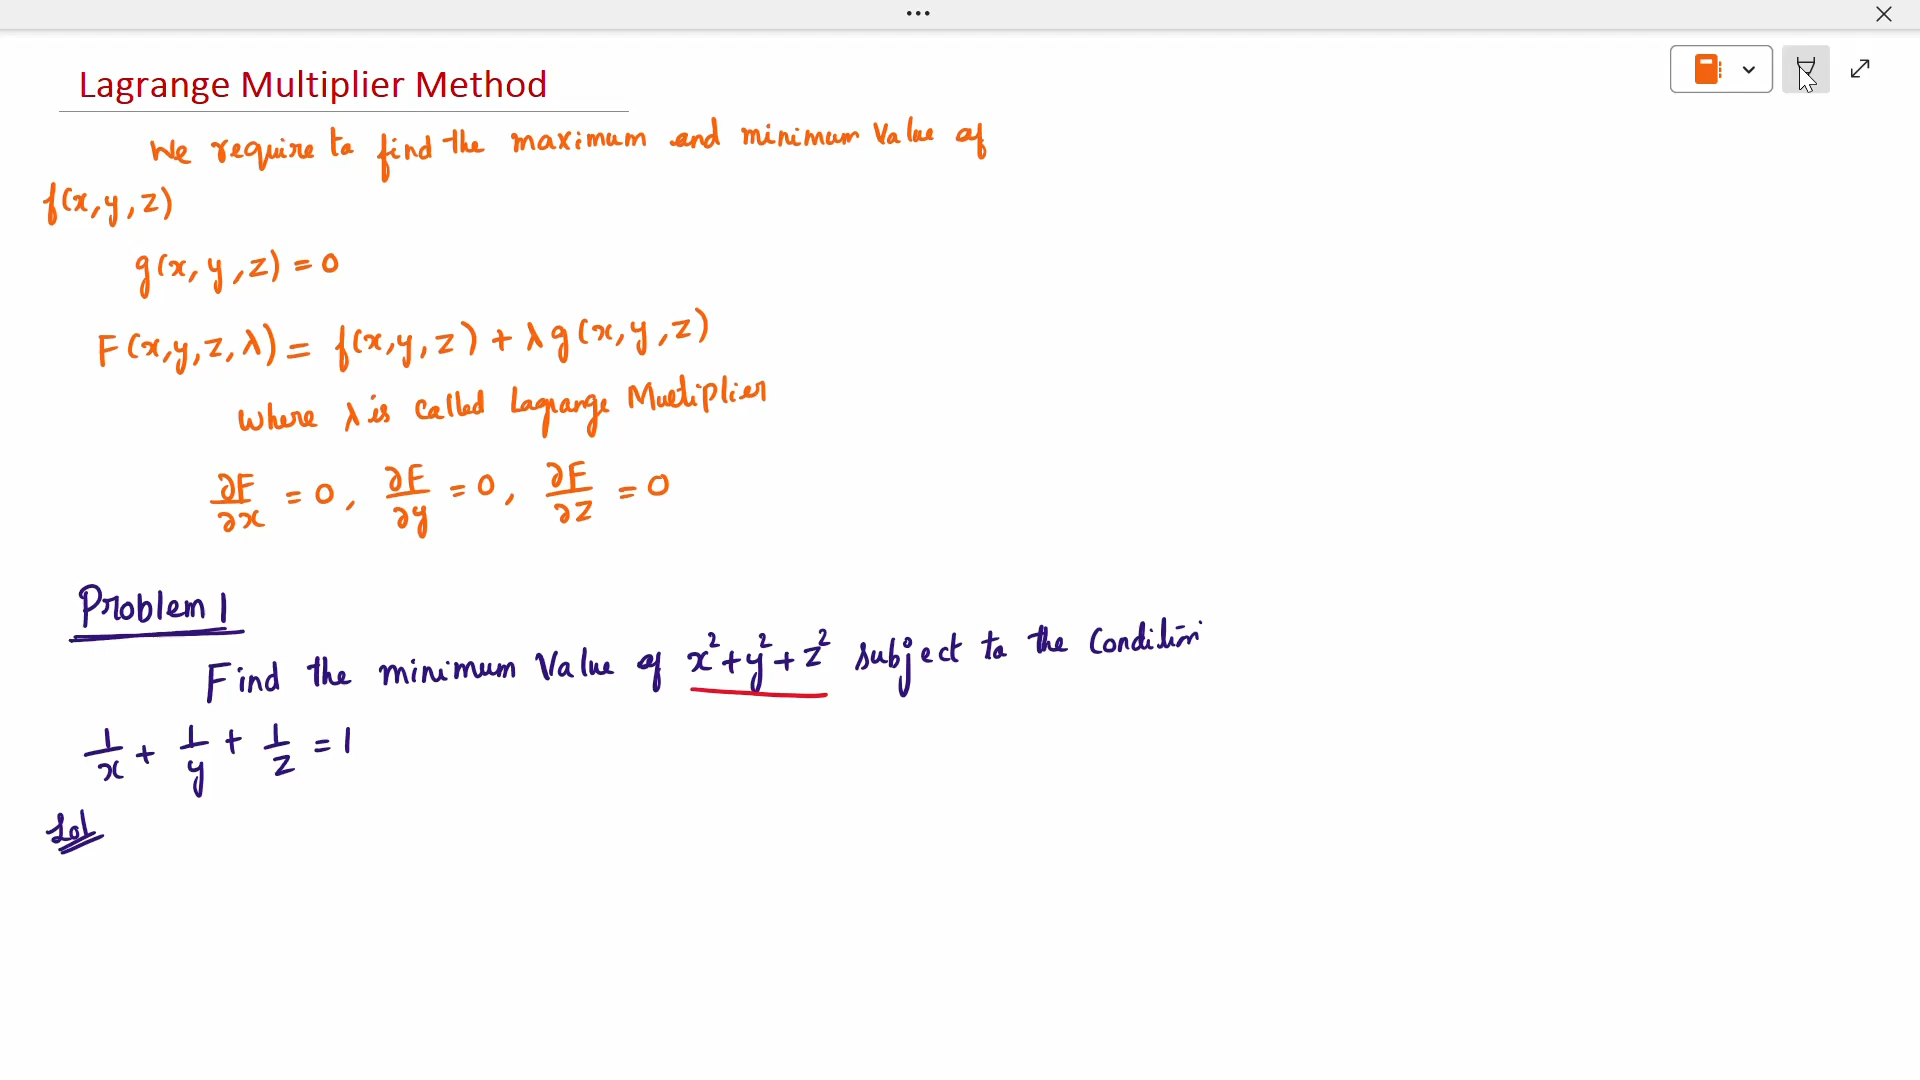 Lagrange Multiplier Method
We require to find the maximum and minimum value of
f(x, y, z)
g(x, y, z) = 0
F(x, y, z, λ) = f(x, y, z) + λ g(x, y, z)
where λ is called Lagrange Multiplier
∂F/∂x = 0, ∂F/∂y = 0, ∂F/∂z = 0
Problem 1
Find the minimum value of x² + y² + z² subject to the condition
1/x + 1/y + 1/z = 1
Sol